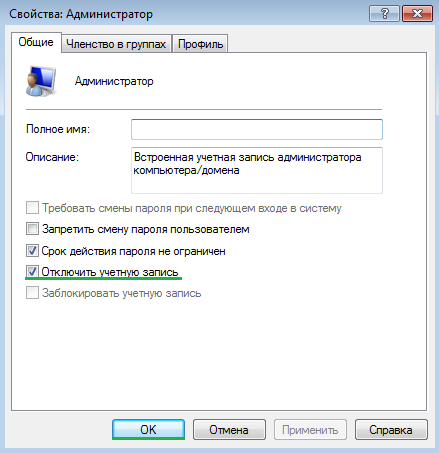 Свойства: Администратор
Общие
Членство в группах
Профиль
Администратор
Полное имя:
Описание:
Встроенная учетная запись администратора
компьютера/домена
Требовать смены пароля при следующем входе в систему
Запретить смену пароля пользователем
Срок действия пароля не ограничен
Отключить учетную запись
Заблокировать учетную запись
OK
Отмена
Применить
Справка